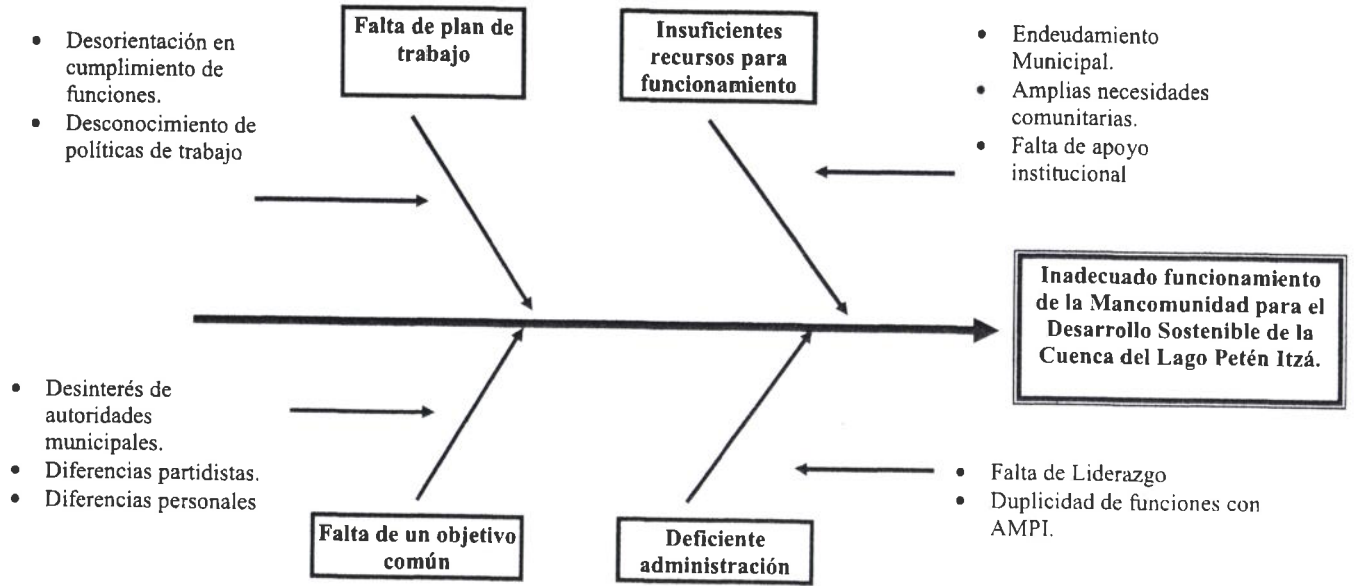 Falta de plan de
trabajo
Insuficientes
recursos para
funcionamiento
• Desorientación en
cumplimiento de
funciones.
• Desconocimiento de
políticas de trabajo
• Endeudamiento
Municipal.
• Amplias necesidades
comunitarias.
• Falta de apoyo
institucional
Inadecuado funcionamiento
de la Mancomunidad para el
Desarrollo Sostenible de la
Cuenca del Lago Petén Itzá.
• Desinterés de
autoridades
municipales.
• Diferencias partidistas.
• Diferencias personales
• Falta de Liderazgo
• Duplicidad de funciones con
AMPI.
Falta de un objetivo
común
Deficiente
administración